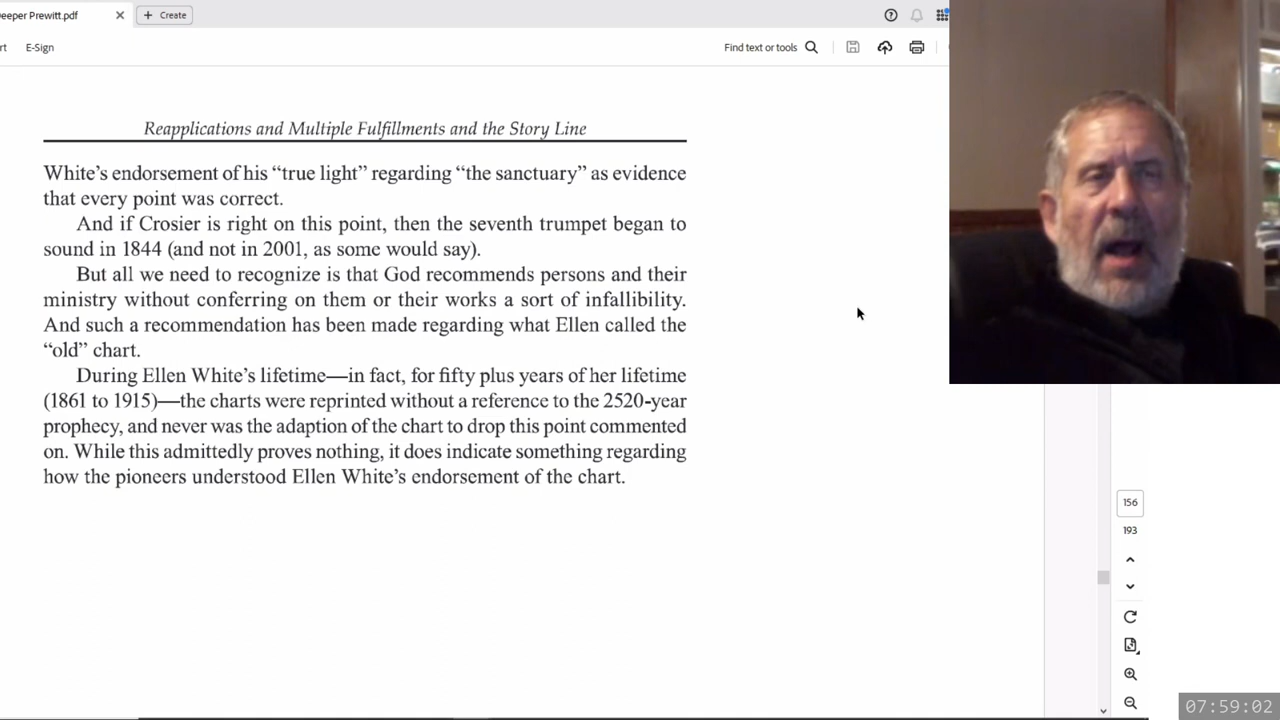 eeper Prewitt.pdf
Create
rt
E-Sign
Find text or tools
Reapplications and Multiple Fulfillments and the Story Line
White’s endorsement of his “true light” regarding “the sanctuary” as evidence
that every point was correct.
And if Crosier is right on this point, then the seventh trumpet began to
sound in 1844 (and not in 2001, as some would say).
But all we need to recognize is that God recommends persons and their
ministry without conferring on them or their works a sort of infallibility.
And such a recommendation has been made regarding what Ellen called the
“old” chart.
During Ellen White’s lifetime—in fact, for fifty plus years of her lifetime
(1861 to 1915)—the charts were reprinted without a reference to the 2520-year
prophecy, and never was the adaption of the chart to drop this point commented
on. While this admittedly proves nothing, it does indicate something regarding
how the pioneers understood Ellen White’s endorsement of the chart.
156
193
07:59:02